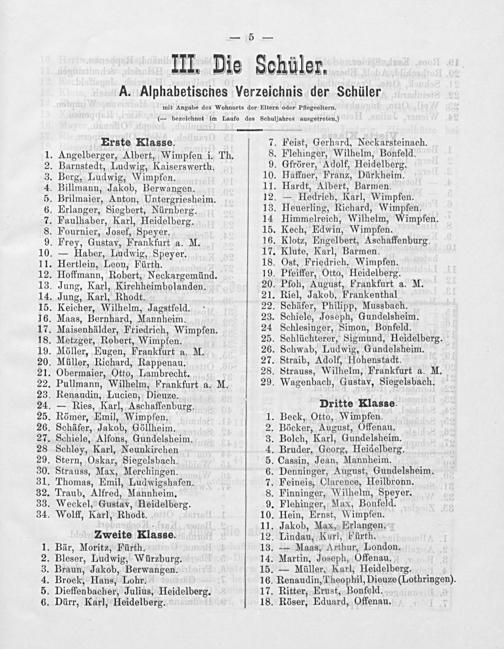 — 5 —
III. Die Schüler.
A. Alphabetisches Verzeichnis der Schüler
mit Angabe des Wohnorts der Eltern oder Pflegeeltern.
(— bezeichnet im Laufe des Schuljahres ausgetreten.)
Erste Klasse.
1. Angelberger, Albert, Wimpfen i. Th.
2. Barnstedt, Ludwig, Kaiserswerth.
3. Berg, Ludwig, Wimpfen.
4. Billmann, Jakob, Berwangen.
5. Brilmaier, Anton, Untergriesheim.
6. Erlanger, Siegbert, Nürnberg.
7. Faulhaber, Karl, Heidelberg.
8. Fournier, Josef, Speyer.
9. Frey, Gustav, Frankfurt a. M.
10. — Haber, Ludwig, Speyer.
11. Hertlein, Leon, Fürth.
12. Hoffmann, Robert, Neckargemünd.
13. Jung, Karl, Kirchheimbolanden.
14. Jung, Karl, Rhodt.
15. Keicher, Wilhelm, Jagstfeld.
16. Maas, Bernhard, Mannheim.
17. Maisenhälder, Friedrich, Wimpfen.
18. Metzger, Robert, Wimpfen.
19. Müller, Eugen, Frankfurt a. M.
20. Müller, Richard, Rappenau.
21. Obermaier, Otto, Lambrecht.
22. Pullmann, Wilhelm, Frankfurt a. M.
23. Renaudin, Lucien, Dieuze.
24. — Ries, Karl, Aschaffenburg.
25. Römer, Emil, Wimpfen.
26. Schäfer, Jakob, Göllheim.
27. Schiele, Alfons, Gundelsheim.
28 Schley, Karl, Neunkirchen
29. Stern, Oskar, Siegelsbach.
30. Strauss, Max, Merchingen.
31. Thomas, Emil, Ludwigshafen.
32. Traub, Alfred, Mannheim.
33. Weckel, Gustav, Heidelberg.
34. Wolff, Karl, Rhodt.
Zweite Klasse.
1. Bär, Moritz, Fürth.
2. Bleser, Ludwig, Würzburg.
3. Braun, Jakob, Berwangen.
4. Broek, Hans, Lohr.
5. Dieffenbacher, Julius, Heidelberg.
6. Dürr, Karl, Heidelberg.
7. Feist, Gerhard, Neckarsteinach.
8. Flehinger, Wilhelm, Bonfeld.
9. Gfrörer, Adolf, Heidelberg.
10. Haffner, Franz, Dürkheim.
11. Hardt, Albert, Barmen.
12. — Hedrich, Karl, Wimpfen.
13. Heuerling, Richard, Wimpfen.
14 Himmelreich, Wilhelm, Wimpfen.
15. Kech, Edwin, Wimpfen.
16. Klotz, Engelbert, Aschaffenburg.
17. Klute, Karl, Barmen.
18. Ost, Friedrich, Wimpfen.
19. Pfeiffer, Otto, Heidelberg.
20. Pfoh, August, Frankfurt a. M.
21. Riel, Jakob, Frankenthal
22. Schäfer, Philipp, Mussbach.
23. Schiele, Joseph, Gundelsheim.
24 Schlesinger, Simon, Bonfeld.
25. Schlüchterer, Sigmund, Heidelberg.
26. Schwab, Ludwig, Gundelsheim.
27. Straib, Adolf, Hohenstadt.
28. Strauss, Wilhelm, Frankfurt a. M.
29. Wagenbach, Gustav, Siegelsbach.
Dritte Klasse.
1. Beck, Otto, Wimpfen.
2. Böcker, August, Offenau.
3. Bolch, Karl, Gundelsheim.
4. Bruder, Georg, Heidelberg.
5. Cassin, Jean, Mannheim.
6. Denninger, August, Gundelsheim.
7. Feineis, Clarence, Heilbronn.
8. Finninger, Wilhelm, Speyer.
9. Flehinger, Max, Bonfeld.
10. Hein, Ernst, Wimpfen.
11. Jakob, Max, Erlangen.
12. Lindau, Karl, Fürth.
13. — Maas, Arthur, London.
14. Martin, Joseph, Offenau.
15. — Müller, Karl, Heidelberg.
16. Renaudin, Theophil, Dieuze (Lothringen).
17. Ritter, Ernst, Bonfeld.
18. Röser, Eduard, Offenau.